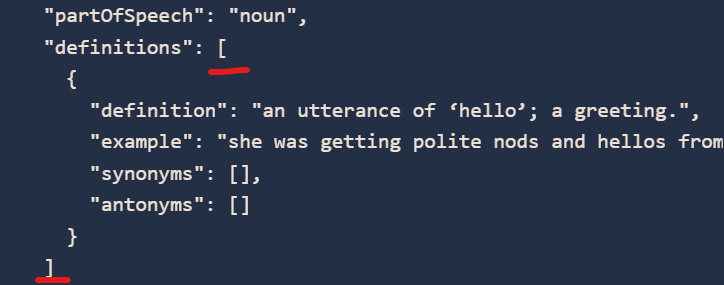 "partOfSpeech": "noun",
"definitions": [
{
"definition": "an utterance of ‘hello’; a greeting.",
"example": "she was getting polite nods and hellos from
"synonyms": [],
"antonyms": []
}
]